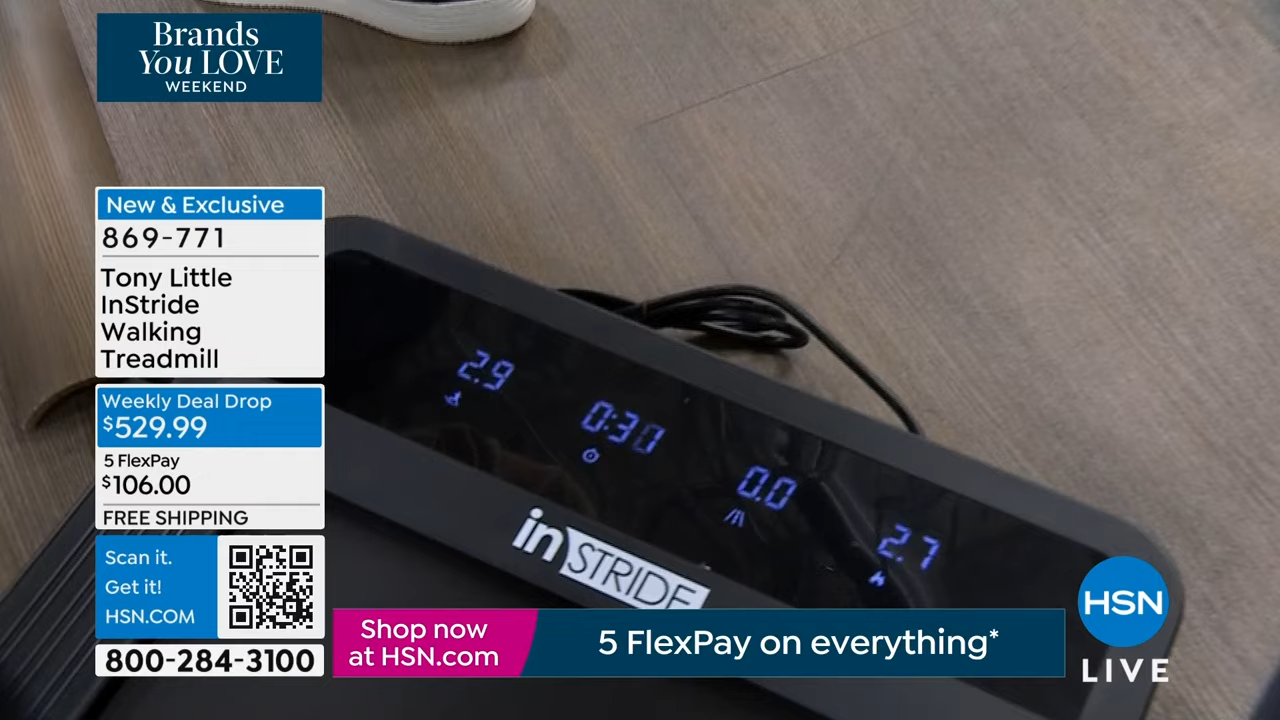 Brands
You LOVE
WEEKEND
New & Exclusive
869-771
Tony Little
InStride
Walking
Treadmill
Weekly Deal Drop
$529.99
5 FlexPay
$106.00
FREE SHIPPING
Scan it.
Get it!
HSN.COM
800-284-3100
2.9
0:30
0.0
2.7
inSTRIDE
Shop now
at HSN.com
5 FlexPay on everything*
HSN
LIVE